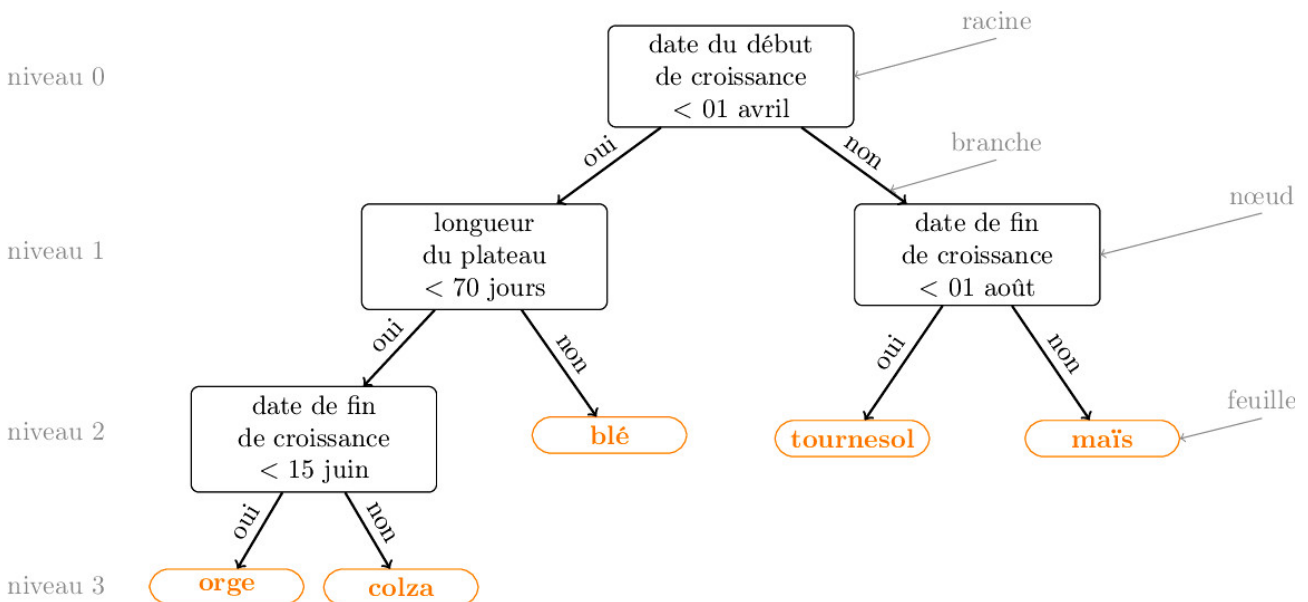 racine
date du début
niveau 0
de croissance
< 01 avril
oui
non
branche
nœud
longueur
date de fin
niveau 1
du plateau
de croissance
< 70 jours
< 01 août
oui
non
oui
non
date de fin
feuille
niveau 2
de croissance
blé
tournesol
maïs
< 15 juin
oui
non
niveau 3
orge
colza